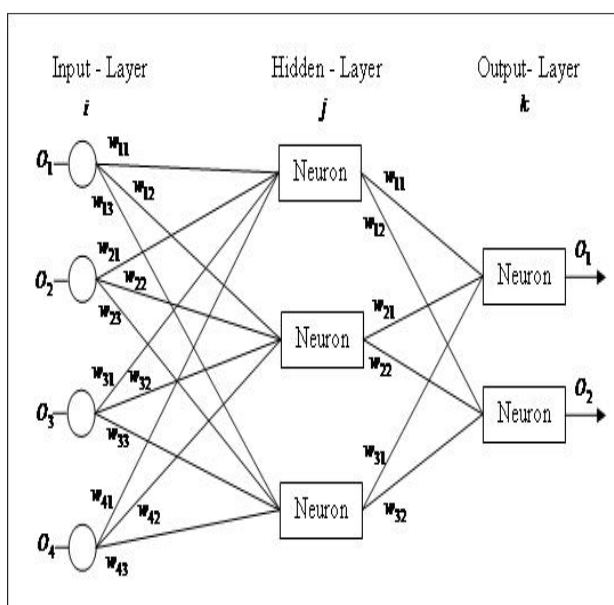 Input - Layer Hidden - Layer Output- Layer
i j k
O₁ w₁₁ Neuron w₁₁
w₁₂ w₁₂
w₁₃
O₂ w₂₁ Neuron O₁
w₂₂
w₂₃ w₂₁
Neuron
w₂₂
O₃ w₃₁ w₃₂ Neuron O₂
w₃₃ w₃₁
w₄₁ w₄₂ Neuron w₃₂
O₄ w₄₃